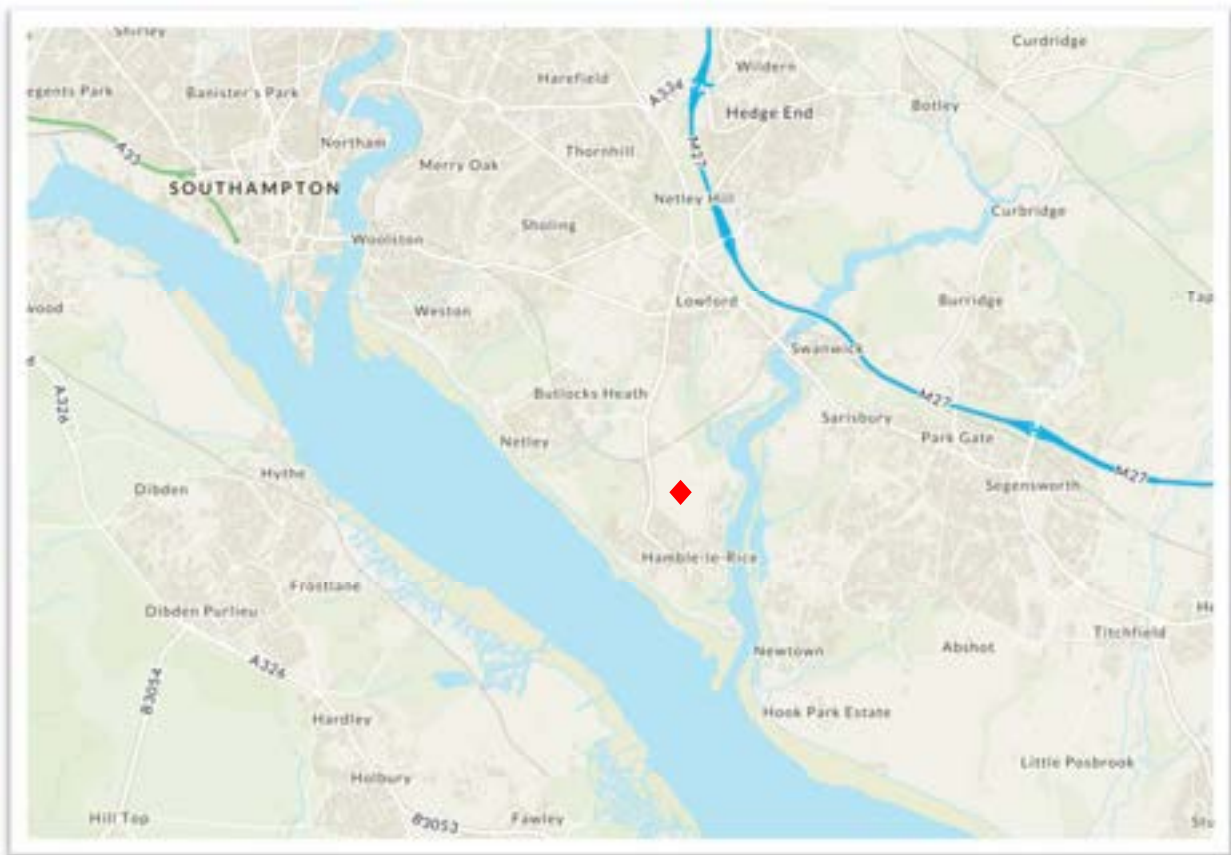 Shirley
Curdridge
Wildern
Harefield
A334
egents Park
Banister's Park
Botley
Hedge End
Northam
A33
Thornhill
M27
Merry Oak
SOUTHAMPTON
Netley Hill
Curbridge
Sholing
Woolston
Lowford
Burridge
Tap
wood
Weston
Swanwick
A326
Butlocks Heath
M27
Sarisbury
Park Gate
Netley
Hythe
M27
Segensworth
Dibden
Hamble-le-Rice
Frostlane
Dibden Purlieu
Titchfield
Newtown
Abshot
A326
B3054
Hook Park Estate
Hardley
Little Posbrook
Holbury
Hill Top
B3053
Fawley